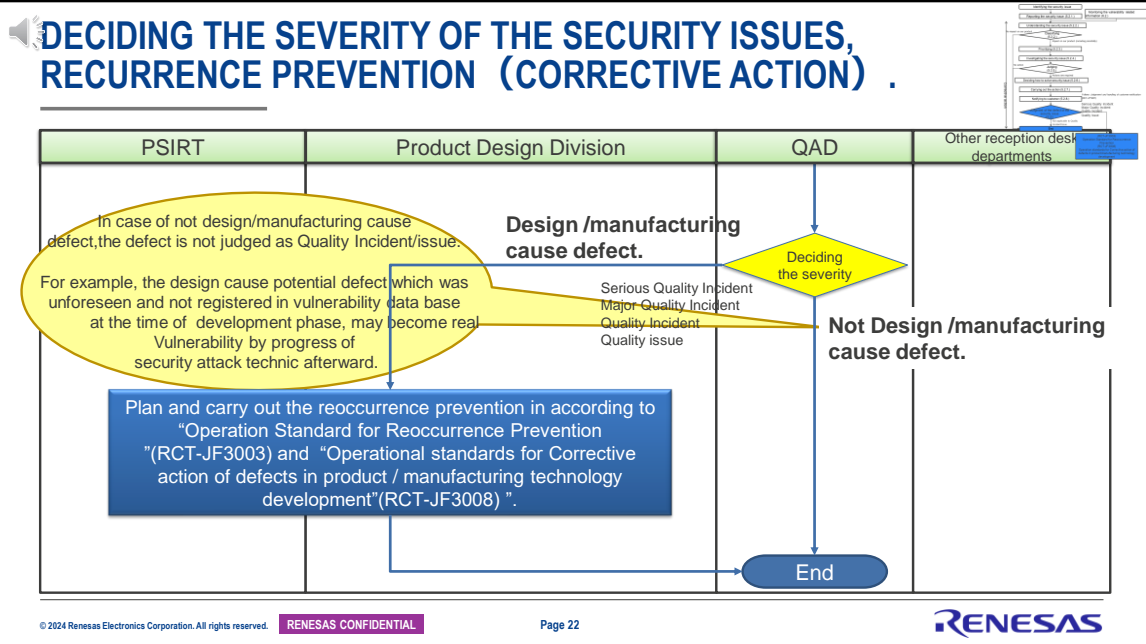 DECIDING THE SEVERITY OF THE SECURITY ISSUES,
RECURRENCE PREVENTION（CORRECTIVE ACTION）.
PSIRT
Product Design Division
QAD
Other reception desk
departments
In case of not design/manufacturing cause
defect,the defect is not judged as Quality Incident/issue.
For example, the design cause potential defect which was
unforeseen and not registered in vulnerability data base
at the time of development phase, may become real
Vulnerability by progress of
security attack technic afterward.
Design /manufacturing
cause defect.
Deciding
the severity
Serious Quality Incident
Major Quality Incident
Quality Incident
Quality issue
Not Design /manufacturing
cause defect.
Plan and carry out the reoccurrence prevention in according to
“Operation Standard for Reoccurrence Prevention
”(RCT-JF3003) and “Operational standards for Corrective
action of defects in product / manufacturing technology
development”(RCT-JF3008) ”.
End
© 2024 Renesas Electronics Corporation. All rights reserved.
RENESAS CONFIDENTIAL
Page 22
RENESAS